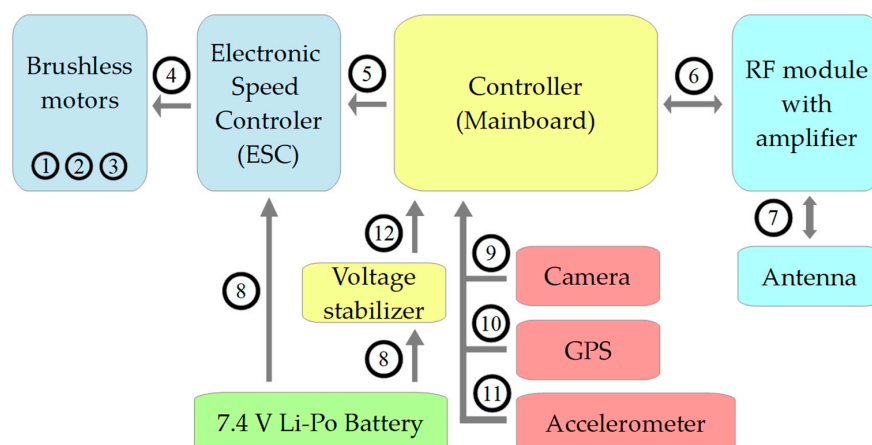 Brushless
motors
① ② ③
④
Electronic
Speed
Controler
(ESC)
⑤
Controller
(Mainboard)
⑥
RF module
with
amplifier
⑦
Antenna
⑧
⑫
Voltage
stabilizer
⑧
7.4 V Li-Po Battery
⑨
Camera
⑩
GPS
⑪
Accelerometer